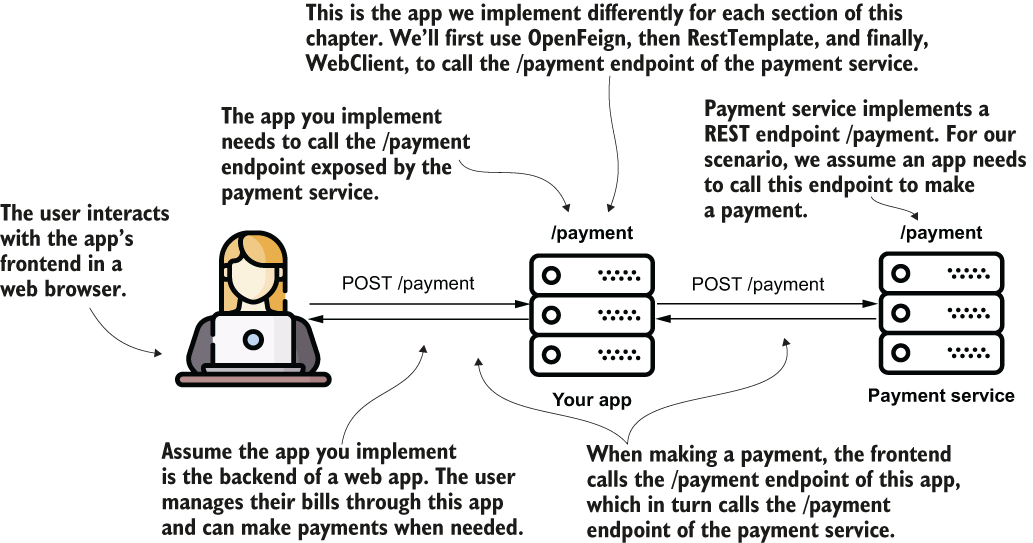 This is the app we implement differently for each section of this
chapter. We’ll first use OpenFeign, then RestTemplate, and finally,
WebClient, to call the /payment endpoint of the payment service.
The app you implement
needs to call the /payment
endpoint exposed by the
payment service.
Payment service implements a
REST endpoint /payment. For our
scenario, we assume an app needs
to call this endpoint to make
a payment.
The user interacts
with the app’s
frontend in a
web browser.
/payment
/payment
POST /payment
POST /payment
Your app
Payment service
Assume the app you implement
is the backend of a web app. The user
manages their bills through this app
and can make payments when needed.
When making a payment, the frontend
calls the /payment endpoint of this app,
which in turn calls the /payment
endpoint of the payment service.